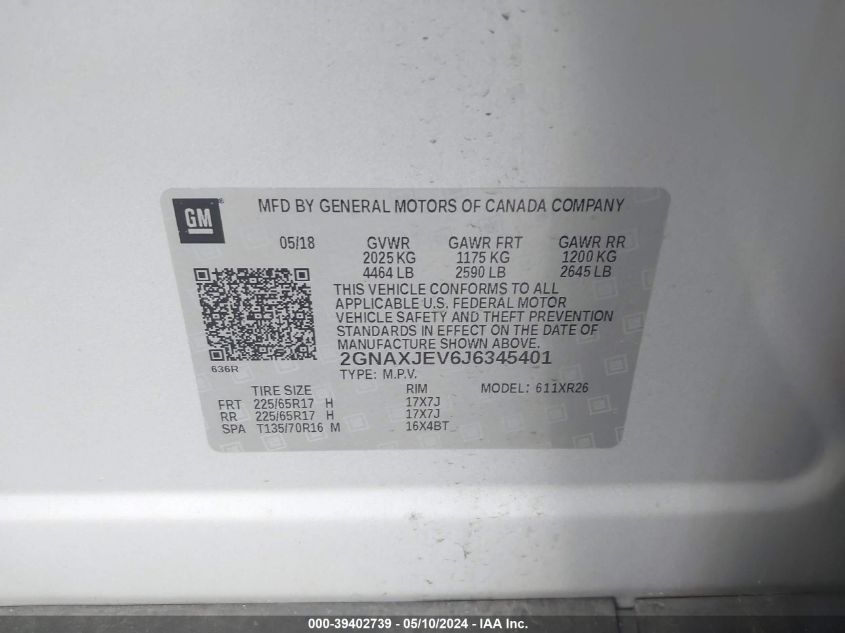 GM
MFD BY GENERAL MOTORS OF CANADA COMPANY
05/18 GVWR GAWR FRT GAWR RR
2025 KG 1175 KG 1200 KG
4464 LB 2590 LB 2645 LB
THIS VEHICLE CONFORMS TO ALL
APPLICABLE U.S. FEDERAL MOTOR
VEHICLE SAFETY AND THEFT PREVENTION
STANDARDS IN EFFECT ON THE DATE OF
MANUFACTURE SHOWN ABOVE.
2GNAXJEV6J6345401
636R
TYPE: M.P.V.
TIRE SIZE RIM MODEL: 611XR26
FRT 225/65R17 H 17X7J
RR 225/65R17 H 17X7J
SPA T135/70R16 M 16X4BT
000-39402739 - 05/10/2024 - IAA Inc.